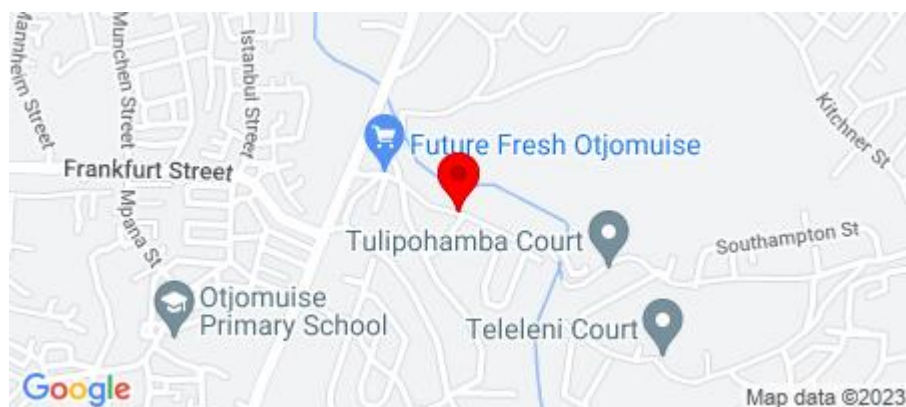 Mannheim Street
Munchen Street
Istanbul Street
Kitchner St
Future Fresh Otjomuise
Frankfurt Street
Mpana St
Tulipohamba Court
Southampton St
Otjomuise
Primary School
Teleleni Court
Google
Map data ©2023